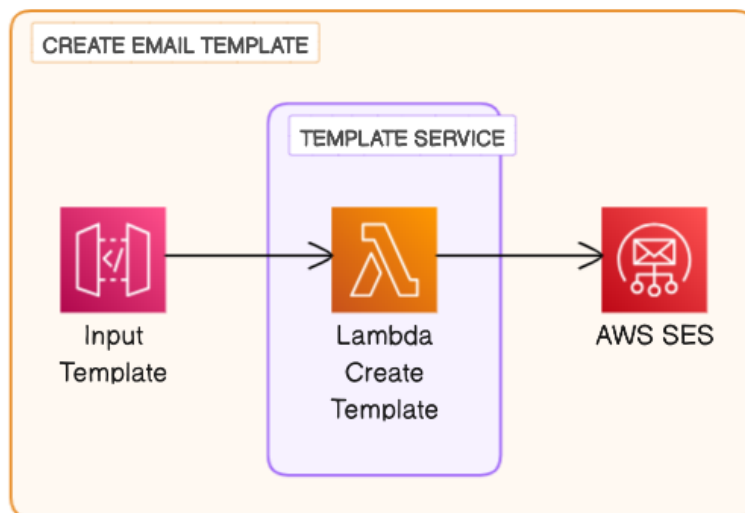 CREATE EMAIL TEMPLATE
TEMPLATE SERVICE
Input
Template
Lambda
Create
Template
AWS SES